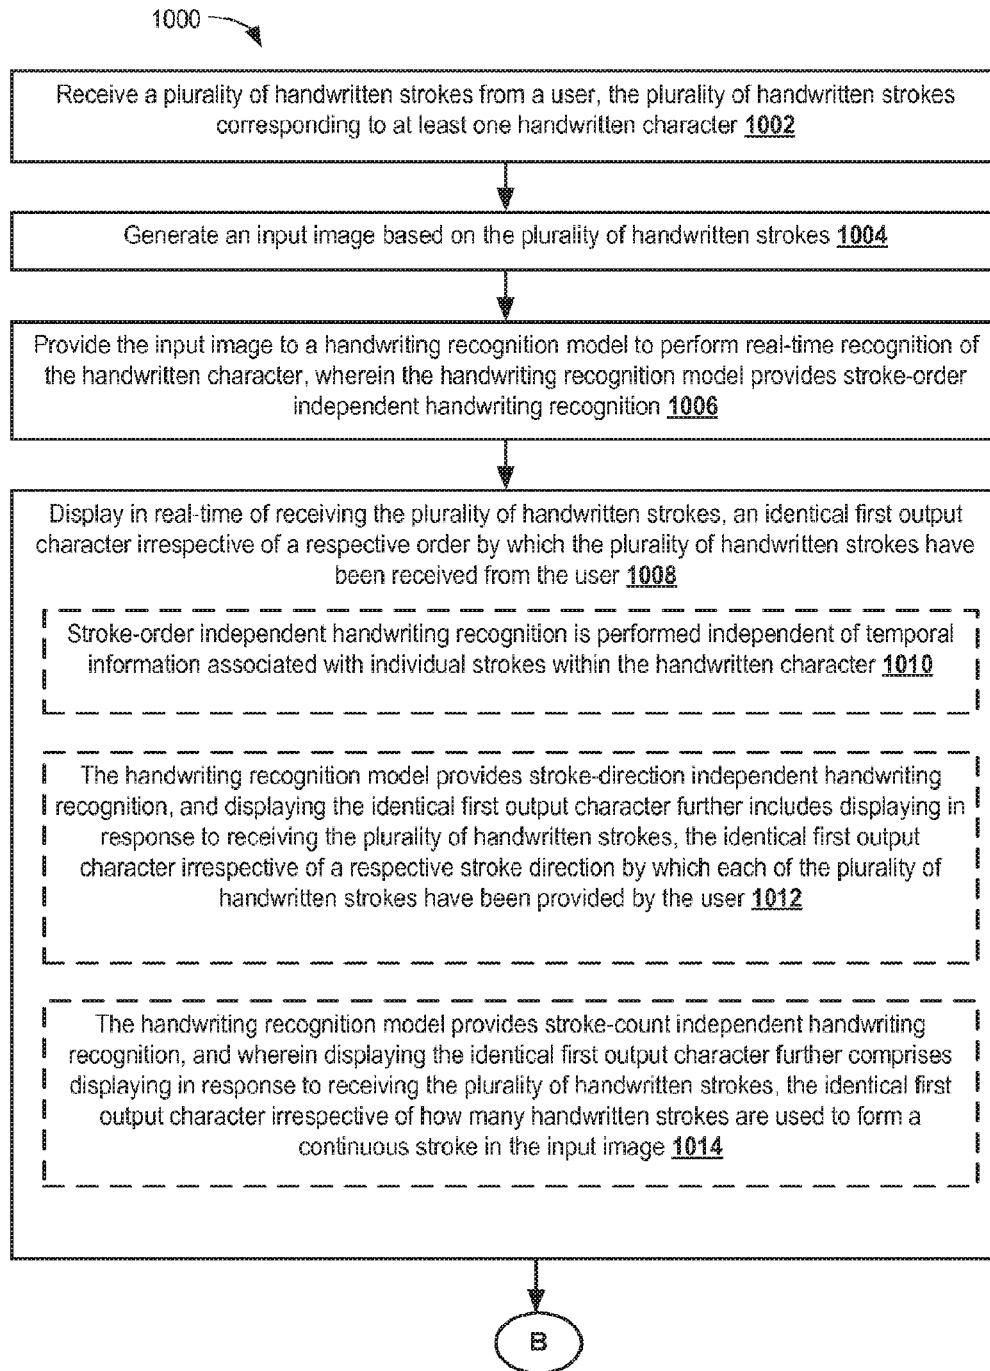 1000
Receive a plurality of handwritten strokes from a user, the plurality of handwritten strokes
corresponding to at least one handwritten character 1002
Generate an input image based on the plurality of handwritten strokes 1004
Provide the input image to a handwriting recognition model to perform real-time recognition of
the handwritten character, wherein the handwriting recognition model provides stroke-order
independent handwriting recognition 1006
Display in real-time of receiving the plurality of handwritten strokes, an identical first output
character irrespective of a respective order by which the plurality of handwritten strokes have
been received from the user 1008
Stroke-order independent handwriting recognition is performed independent of temporal
information associated with individual strokes within the handwritten character 1010
The handwriting recognition model provides stroke-direction independent handwriting
recognition, and displaying the identical first output character further includes displaying in
response to receiving the plurality of handwritten strokes, the identical first output
character irrespective of a respective stroke direction by which each of the plurality of
handwritten strokes have been provided by the user 1012
The handwriting recognition model provides stroke-count independent handwriting
recognition, and wherein displaying the identical first output character further comprises
displaying in response to receiving the plurality of handwritten strokes, the identical first
output character irrespective of how many handwritten strokes are used to form a
continuous stroke in the input image 1014
B